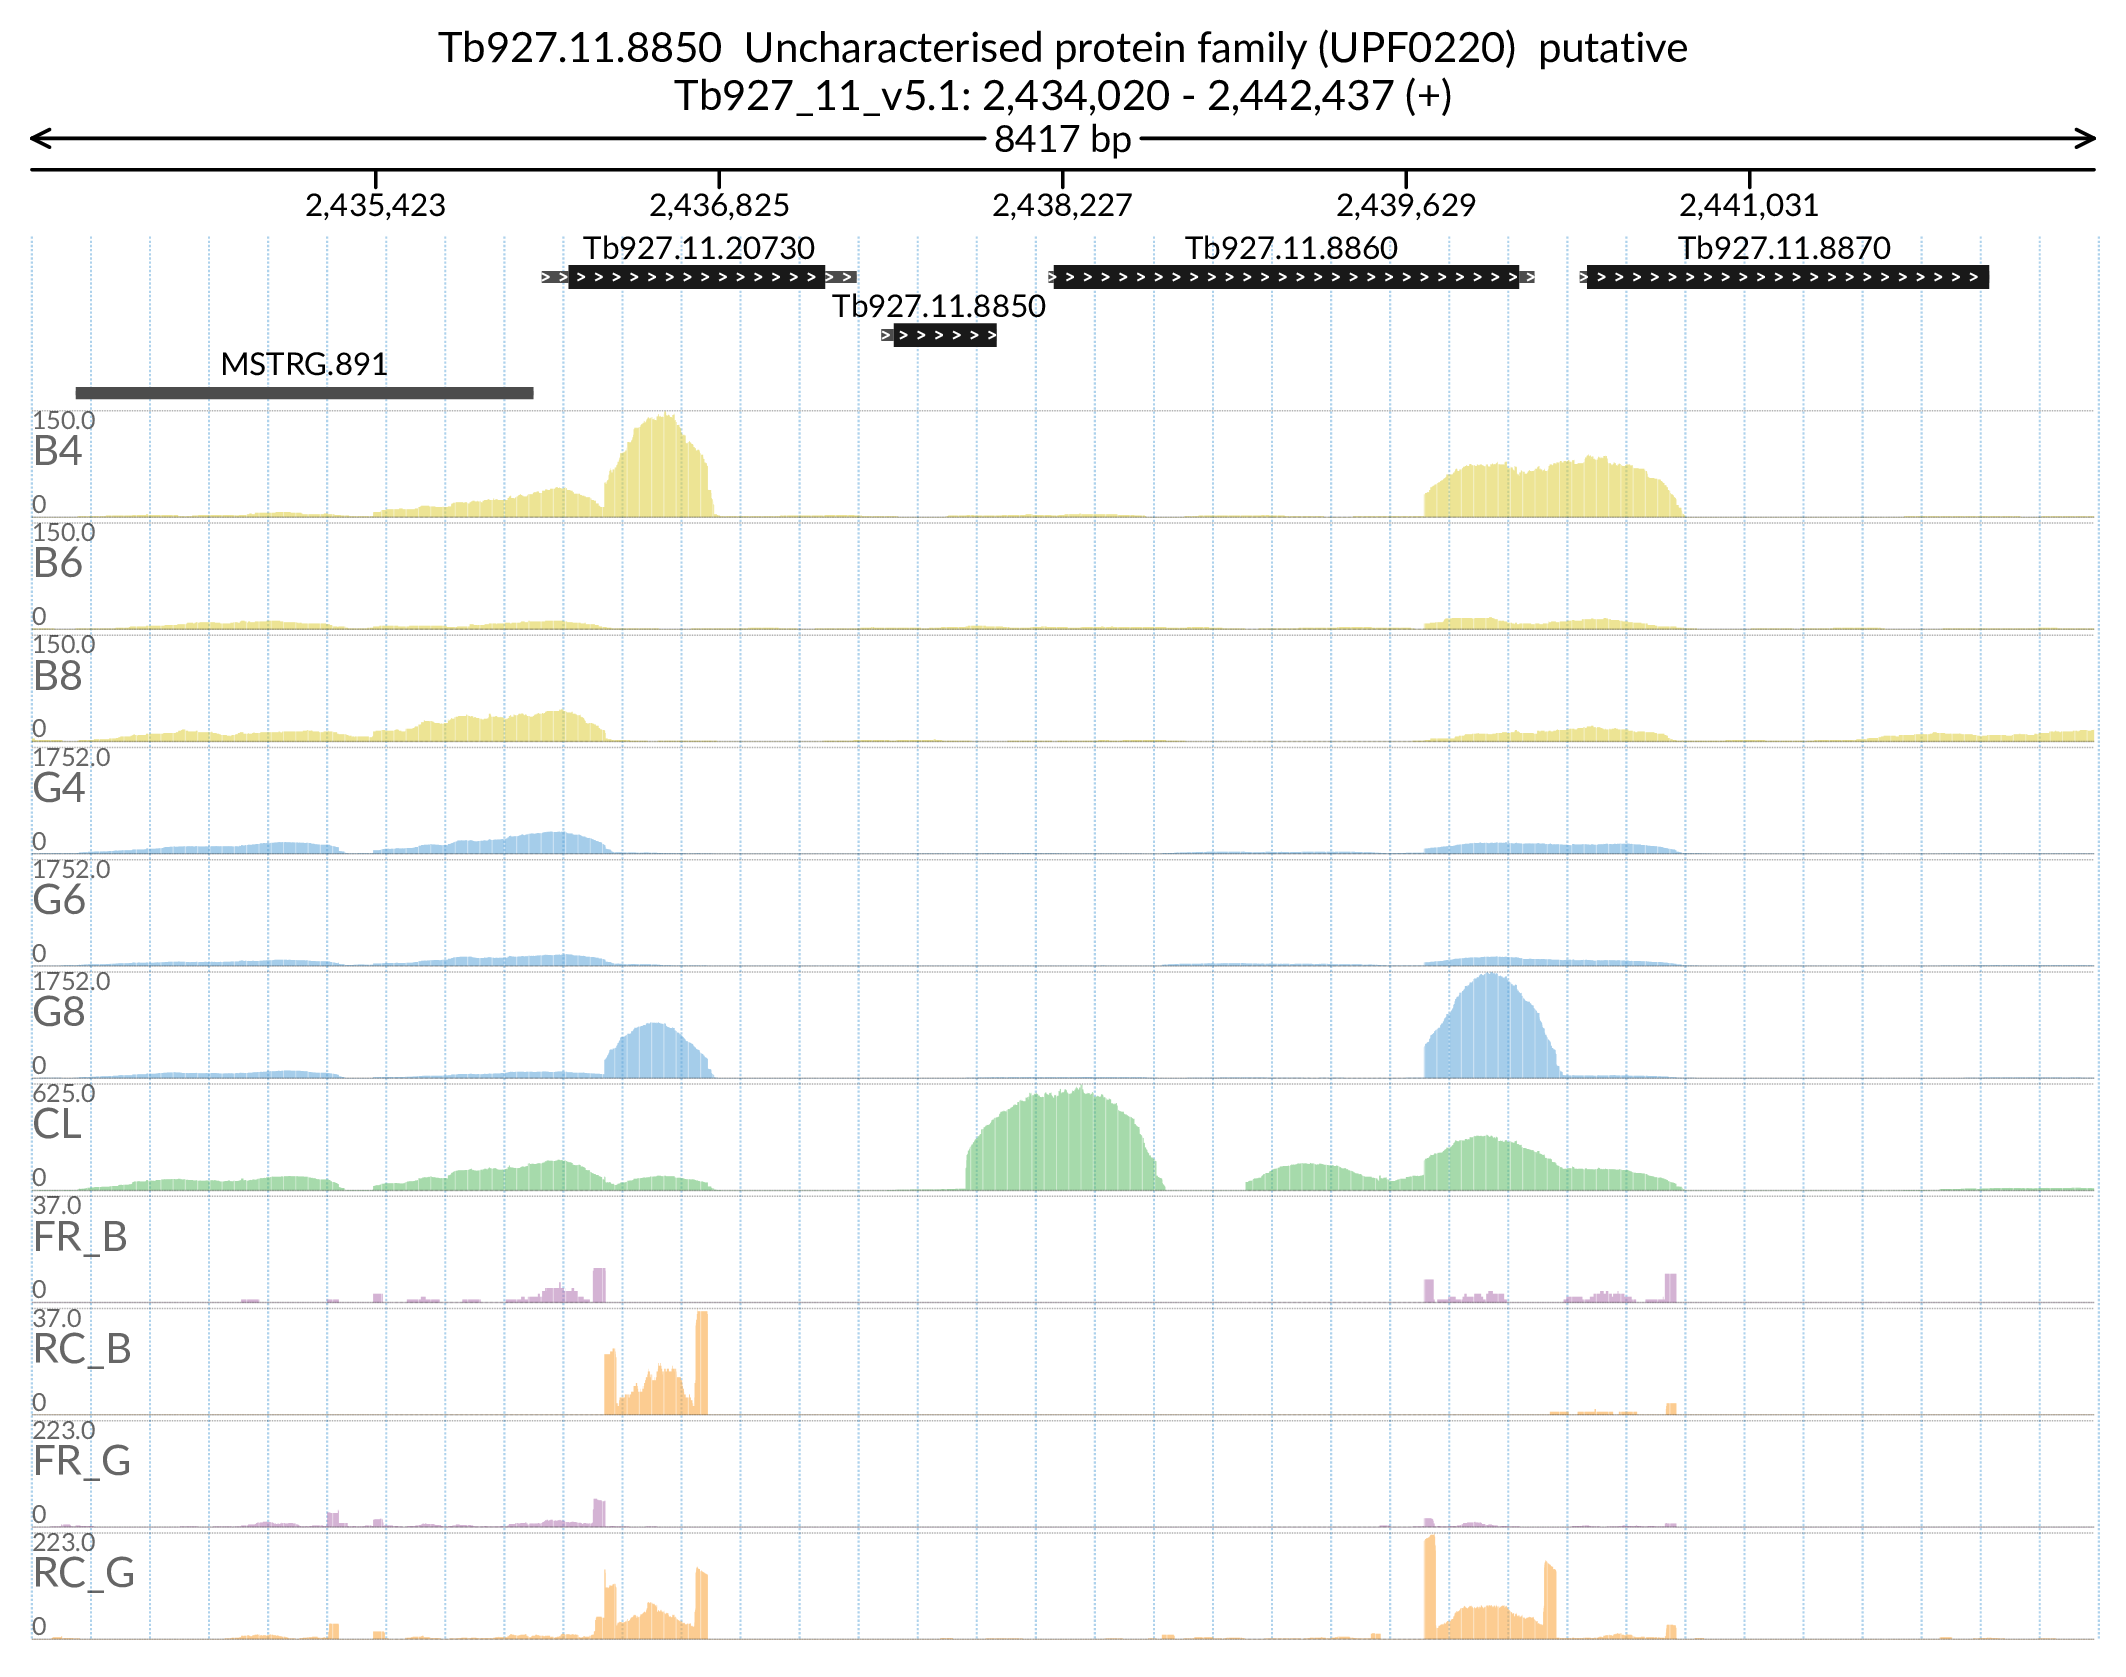 Tb927.11.8850 Uncharacterised protein family (UPF0220) putative
Tb927_11_v5.1: 2,434,020 - 2,442,437 (+)
8417 bp
2,435,423 2,436,825 2,438,227 2,439,629 2,441,031
Tb927.11.20730 Tb927.11.8860 Tb927.11.8870
Tb927.11.8850
MSTRG.891
150.0
B4
0
150.0
B6
0
150.0
B8
0
1752.0
G4
0
1752.0
G6
0
1752.0
G8
0
625.0
CL
0
37.0
FR_B
0
37.0
RC_B
0
223.0
FR_G
0
223.0
RC_G
0